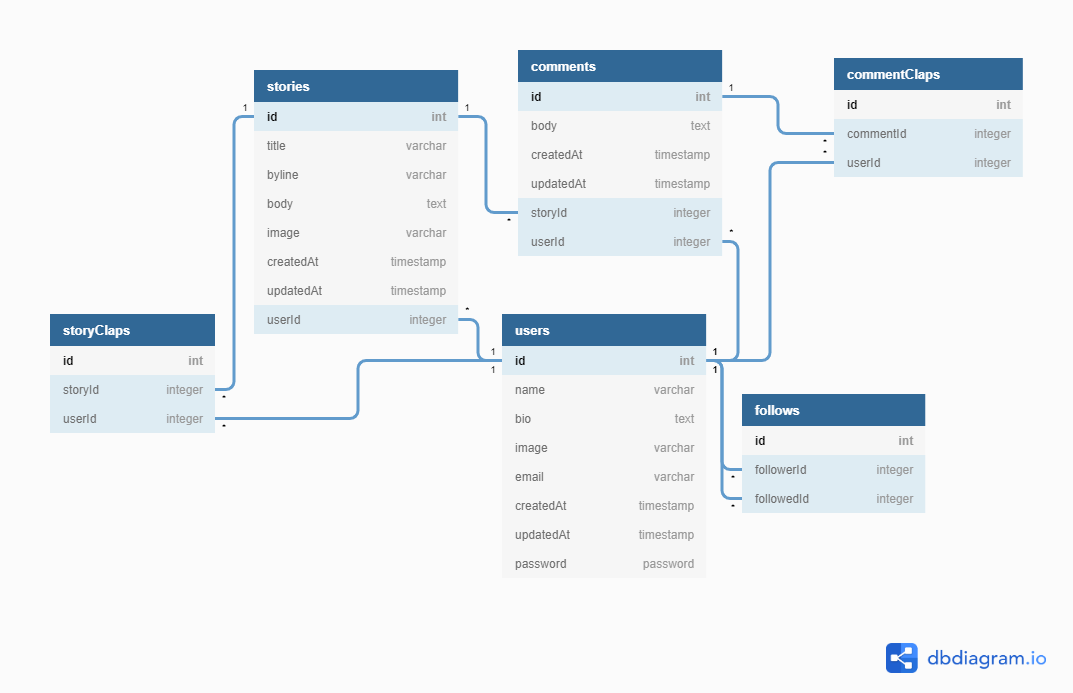 stories
id int
title varchar
byline varchar
body text
image varchar
createdAt timestamp
updatedAt timestamp
userId integer
comments
id int
body text
createdAt timestamp
updatedAt timestamp
storyId integer
userId integer
commentClaps
id int
commentId integer
userId integer
storyClaps
id int
storyId integer
userId integer
users
id int
name varchar
bio text
image varchar
email varchar
createdAt timestamp
updatedAt timestamp
password password
follows
id int
followerId integer
followedId integer
1
1
1
*
*
*
*
*
1
1
1
1
*
*
*
*
dbdiagram.io